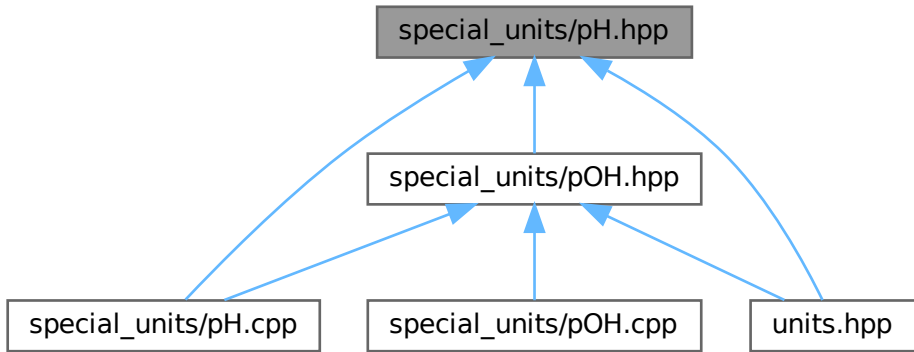 special_units/pH.hpp
special_units/pOH.hpp
special_units/pH.cpp
special_units/pOH.cpp
units.hpp